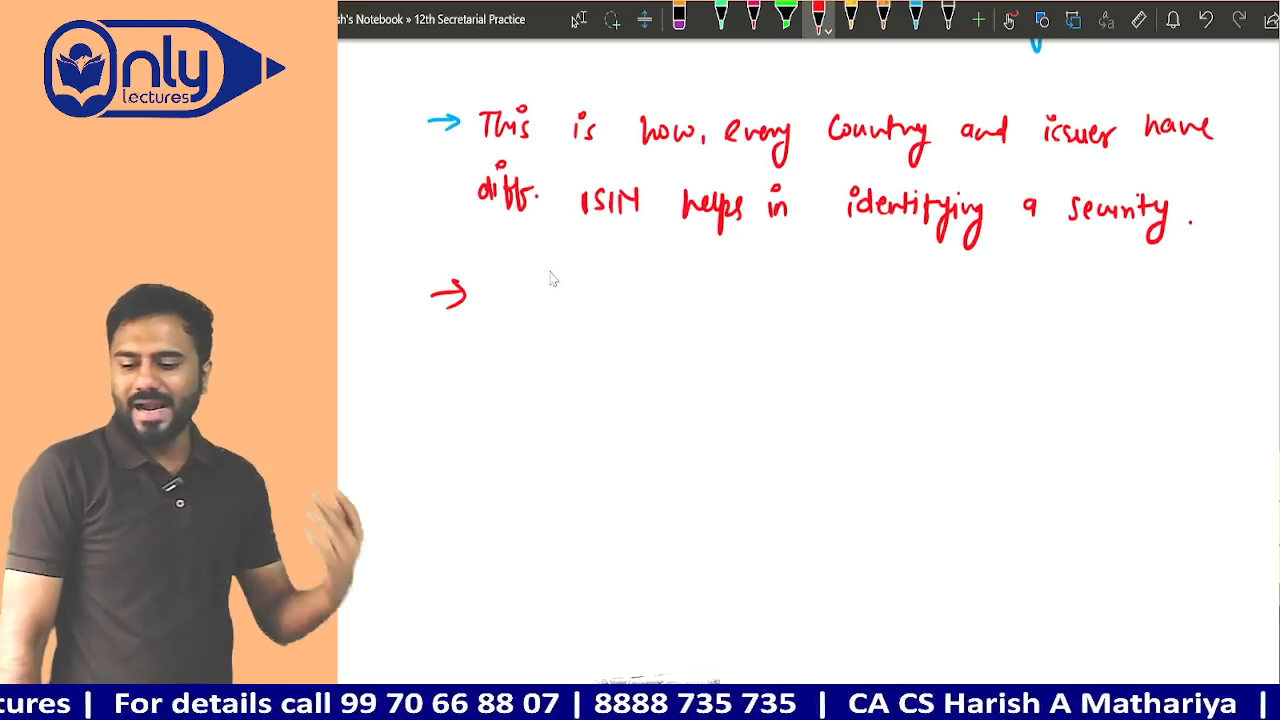 sh's Notebook » 12th Secretarial Practice
Only
lectures
→ This is how, every country and issuer have
diff. ISIN helps in identifying a security.
→
ctures | For details call 99 70 66 88 07 | 8888 735 735 | CA CS Harish A Mathariya |